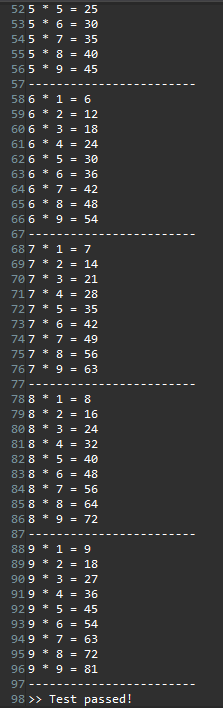 52 5 * 5 = 25
53 5 * 6 = 30
54 5 * 7 = 35
55 5 * 8 = 40
56 5 * 9 = 45
57 ------------------------
58 6 * 1 = 6
59 6 * 2 = 12
60 6 * 3 = 18
61 6 * 4 = 24
62 6 * 5 = 30
63 6 * 6 = 36
64 6 * 7 = 42
65 6 * 8 = 48
66 6 * 9 = 54
67 ------------------------
68 7 * 1 = 7
69 7 * 2 = 14
70 7 * 3 = 21
71 7 * 4 = 28
72 7 * 5 = 35
73 7 * 6 = 42
74 7 * 7 = 49
75 7 * 8 = 56
76 7 * 9 = 63
77 ------------------------
78 8 * 1 = 8
79 8 * 2 = 16
80 8 * 3 = 24
81 8 * 4 = 32
82 8 * 5 = 40
83 8 * 6 = 48
84 8 * 7 = 56
85 8 * 8 = 64
86 8 * 9 = 72
87 ------------------------
88 9 * 1 = 9
89 9 * 2 = 18
90 9 * 3 = 27
91 9 * 4 = 36
92 9 * 5 = 45
93 9 * 6 = 54
94 9 * 7 = 63
95 9 * 8 = 72
96 9 * 9 = 81
97 ------------------------
98 >> Test passed!